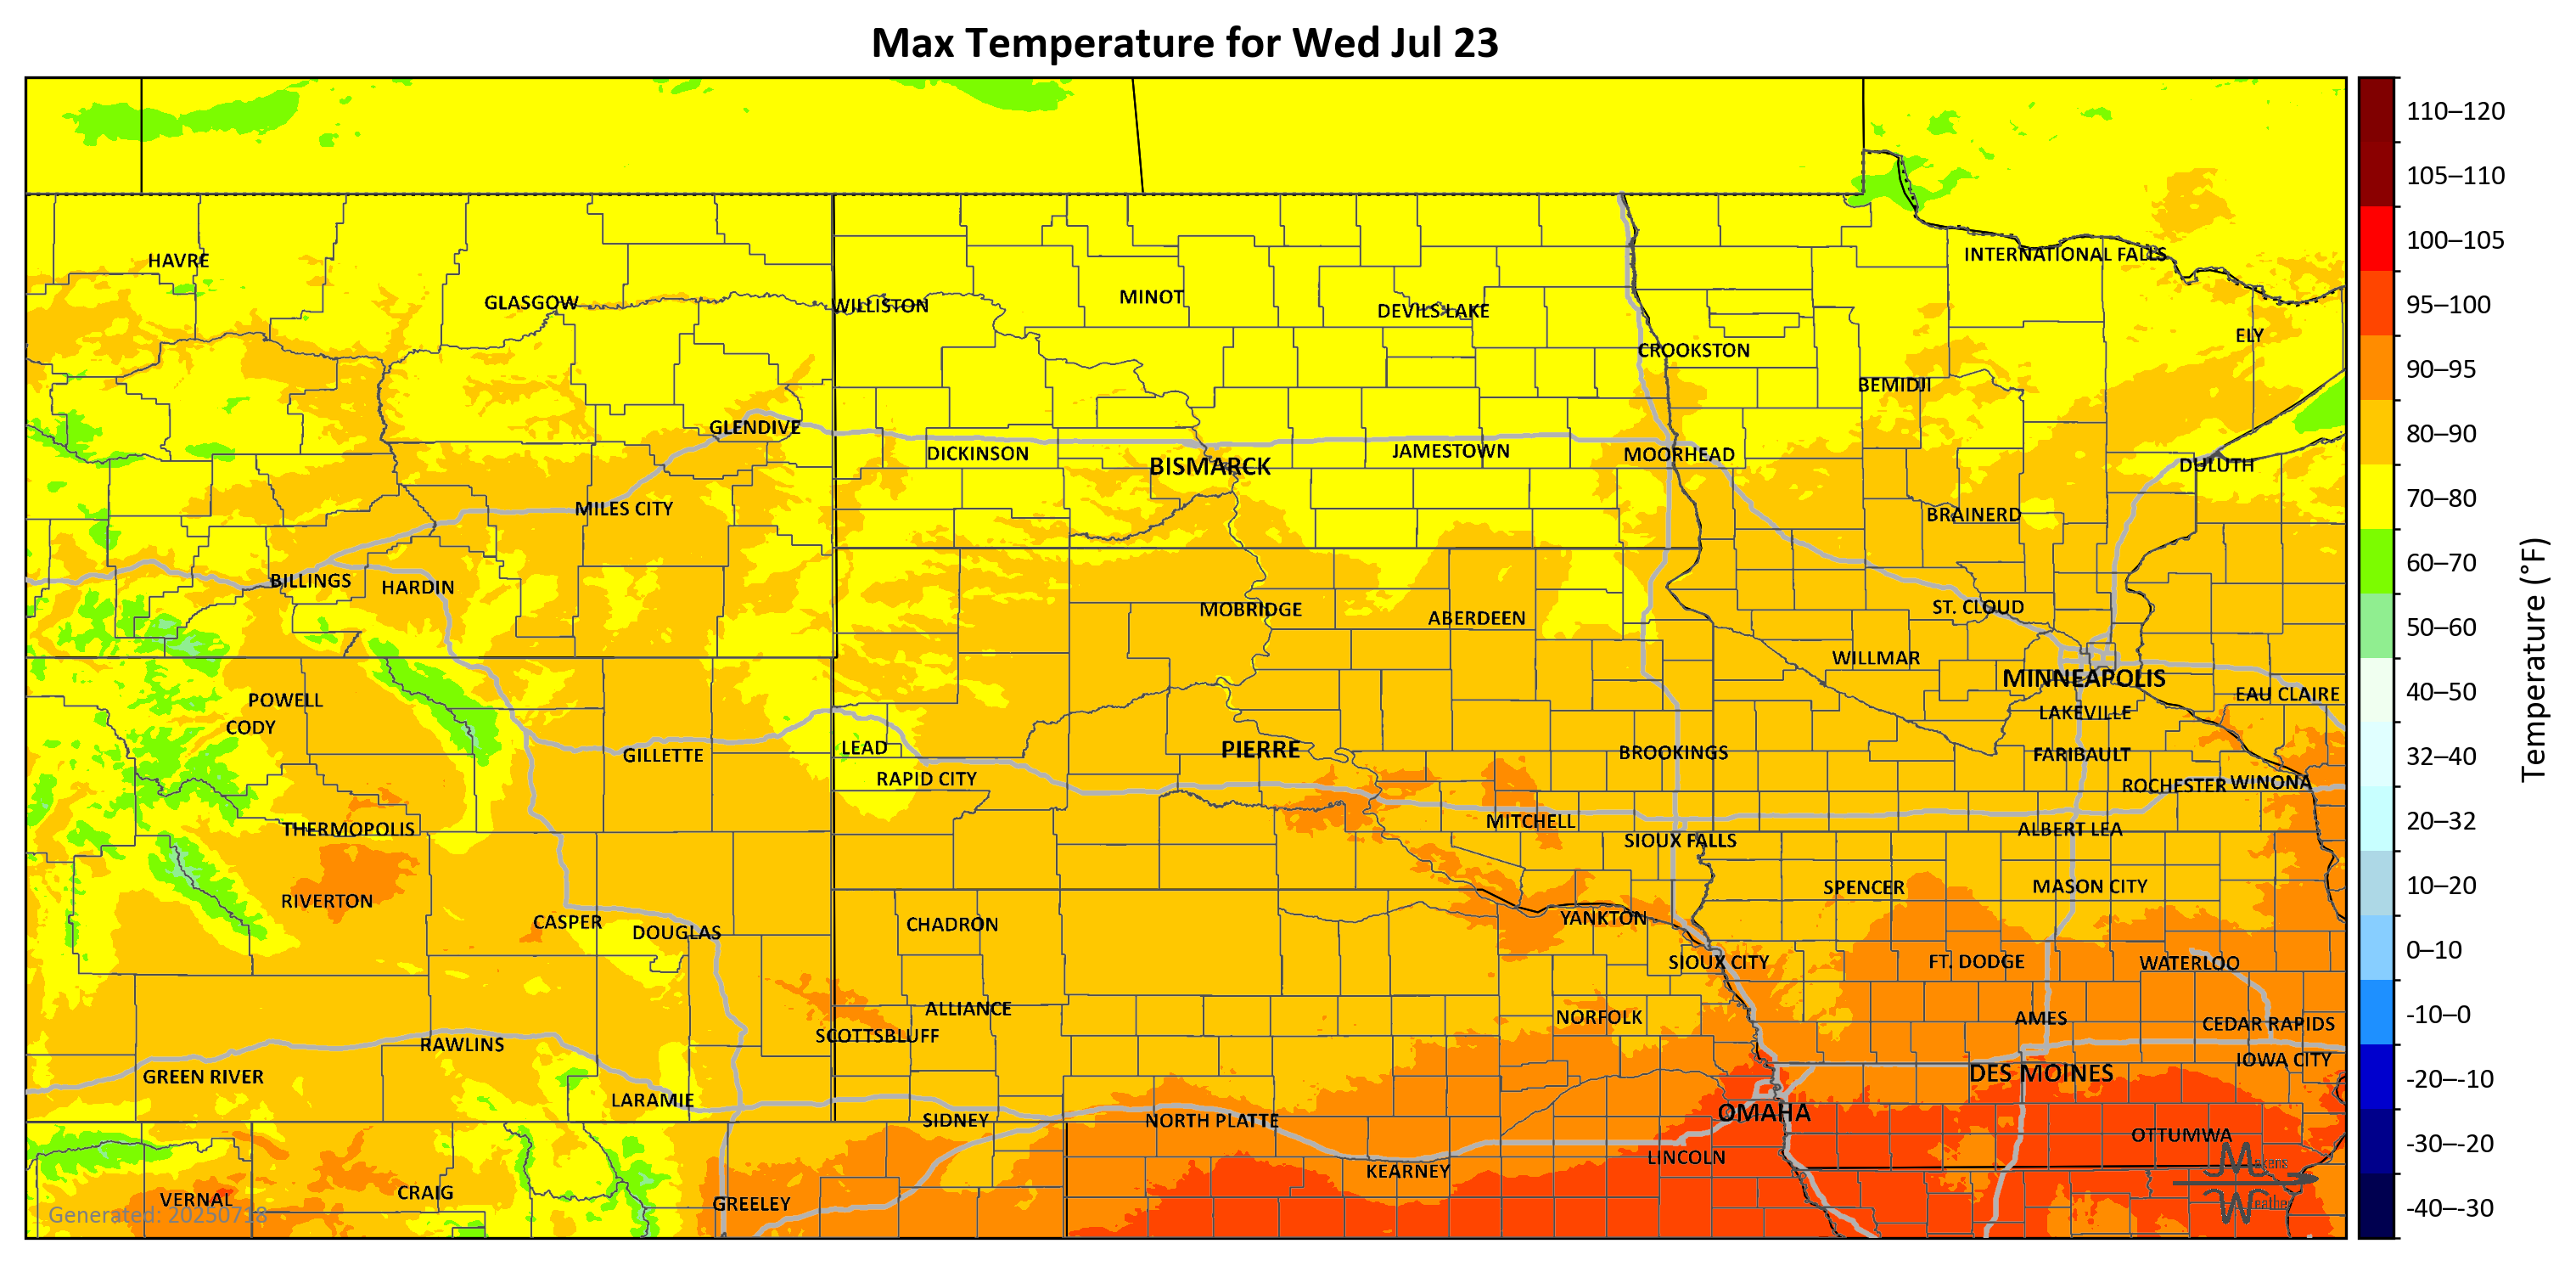 Max Temperature for Wed Jul 23
110–120
105–110
100–105
95–100
90–95
80–90
70–80
60–70
50–60
40–50
32–40
20–32
10–20
0–10
-10–0
-20–-10
-30–-20
-40–-30
Temperature (°F)
INTERNATIONAL FALLS
HAVRE
GLASGOW
WILLISTON
MINOT
DEVILS LAKE
ELY
CROOKSTON
BEMIDJI
GLENDIVE
DICKINSON
BISMARCK
JAMESTOWN
MOORHEAD
DULUTH
MILES CITY
BRAINERD
BILLINGS
HARDIN
MOBRIDGE
ABERDEEN
ST. CLOUD
WILLMAR
MINNEAPOLIS
EAU CLAIRE
POWELL
CODY
LAKEVILLE
GILLETTE
LEAD
PIERRE
BROOKINGS
FARIBAULT
RAPID CITY
ROCHESTER
WINONA
THERMOPOLIS
MITCHELL
SIOUX FALLS
ALBERT LEA
RIVERTON
SPENCER
MASON CITY
CASPER
DOUGLAS
CHADRON
YANKTON
SIOUX CITY
FT. DODGE
WATERLOO
ALLIANCE
NORFOLK
AMES
CEDAR RAPIDS
SCOTTSBLUFF
RAWLINS
IOWA CITY
GREEN RIVER
DES MOINES
LARAMIE
SIDNEY
NORTH PLATTE
OMAHA
OTTUMWA
LINCOLN
KEARNEY
VERNAL
CRAIG
GREELEY
Generated: 20250718
Makens
Weather